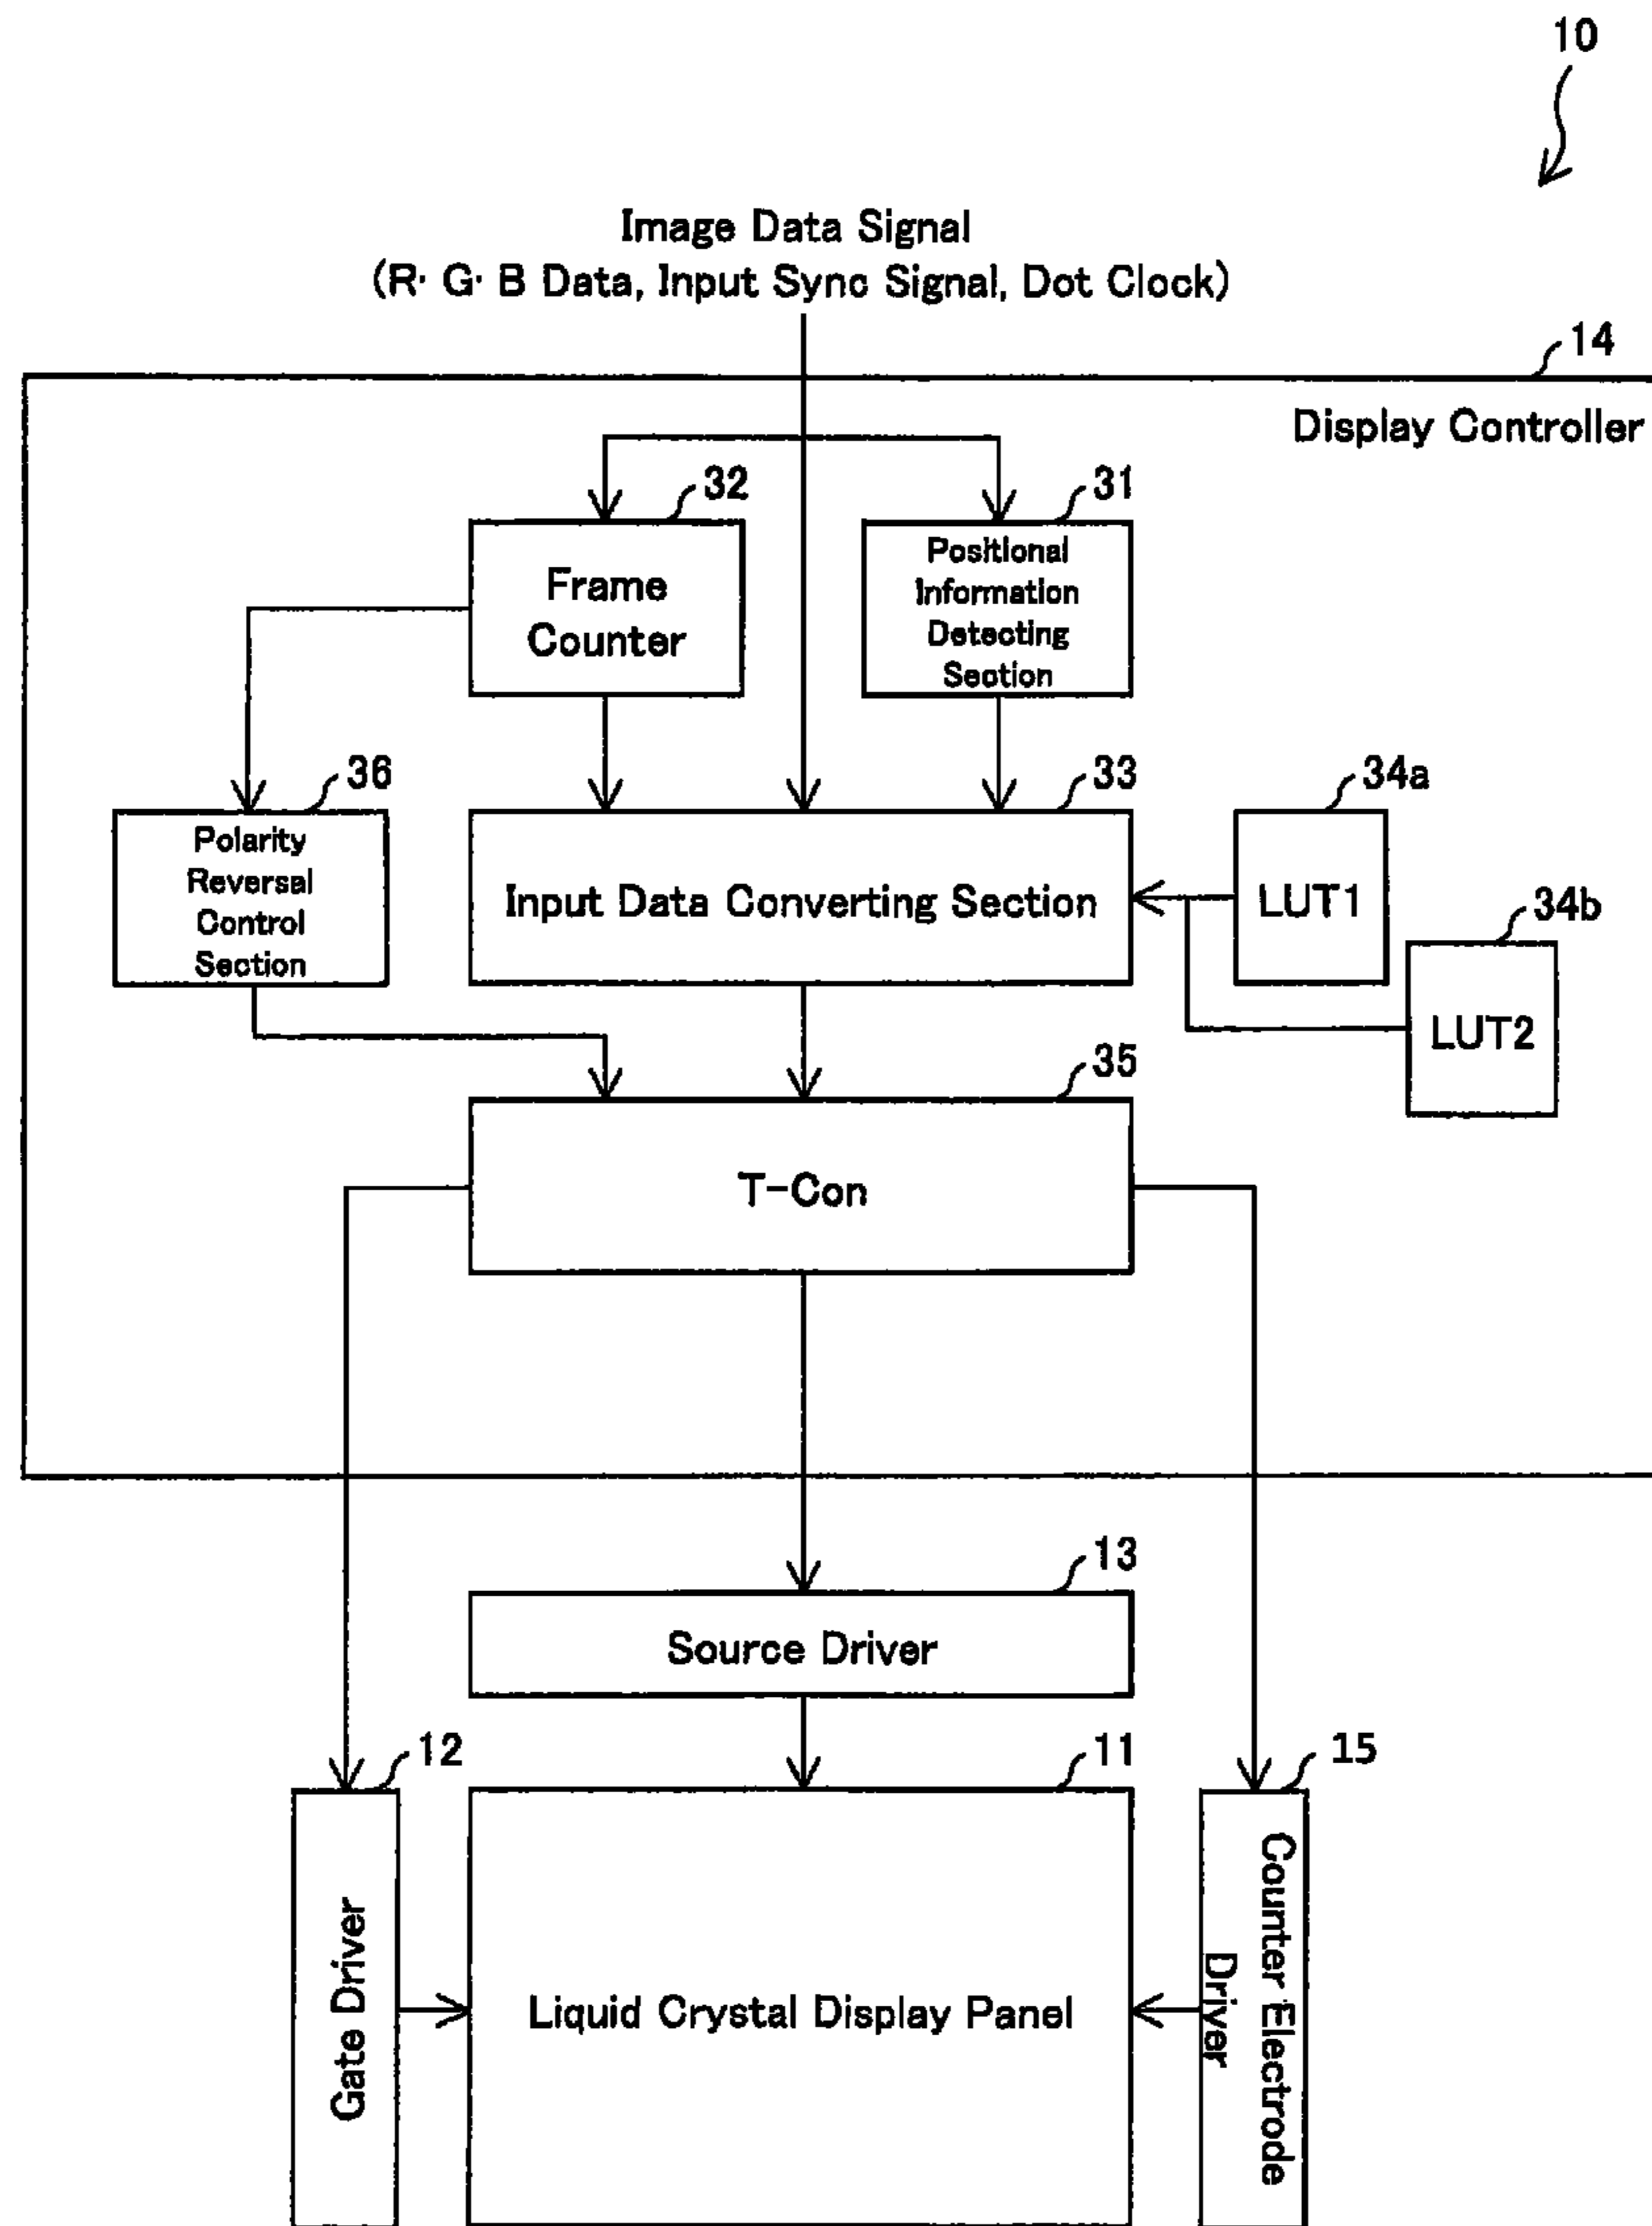 10
Image Data Signal
(R· G· B Data, Input Sync Signal, Dot Clock)
14
Display Controller
32
31
Frame
Counter
Positional
Information
Detecting
Section
36
33
34a
Polarity
Reversal
Control
Section
Input Data Converting Section
LUT1
34b
LUT2
35
T-Con
13
Source Driver
12
11
15
Gate Driver
Liquid Crystal Display Panel
Counter Electrode
Driver